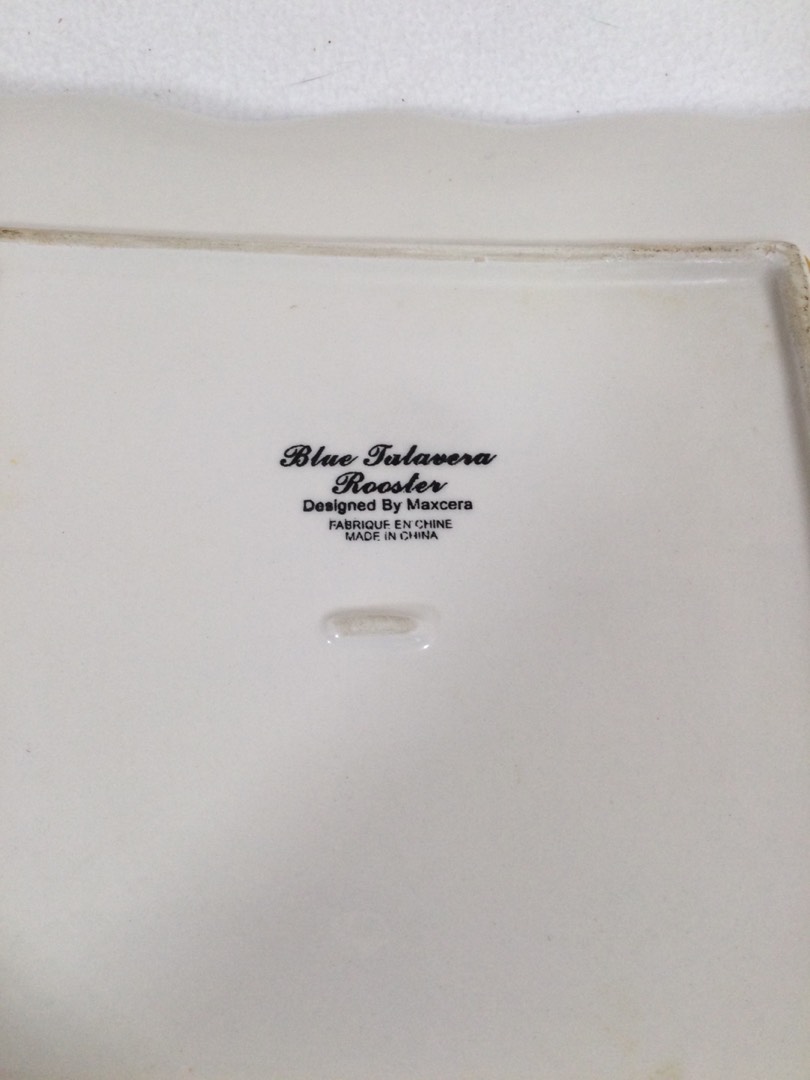 Blue Talavera
Rooster
Designed By Maxcera
FABRIQUE EN CHINE
MADE IN CHINA